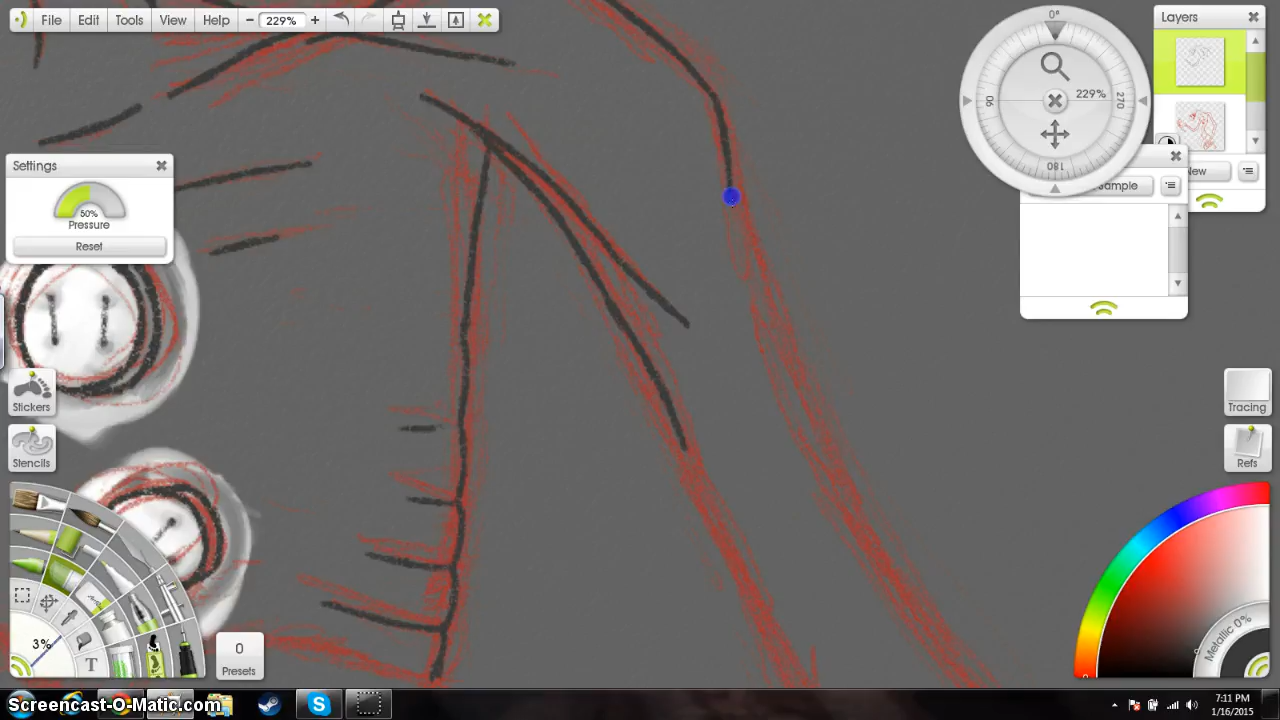 File Edit Tools View Help - 229% +
Layers
0°
229%
90
270
180
Settings
50%
Pressure
Reset
Sample
Stickers
Stencils
Tracing
Refs
3%
T
0
Presets
Metallic 0%
Screencast-O-Matic.com
7:11 PM
1/16/2015